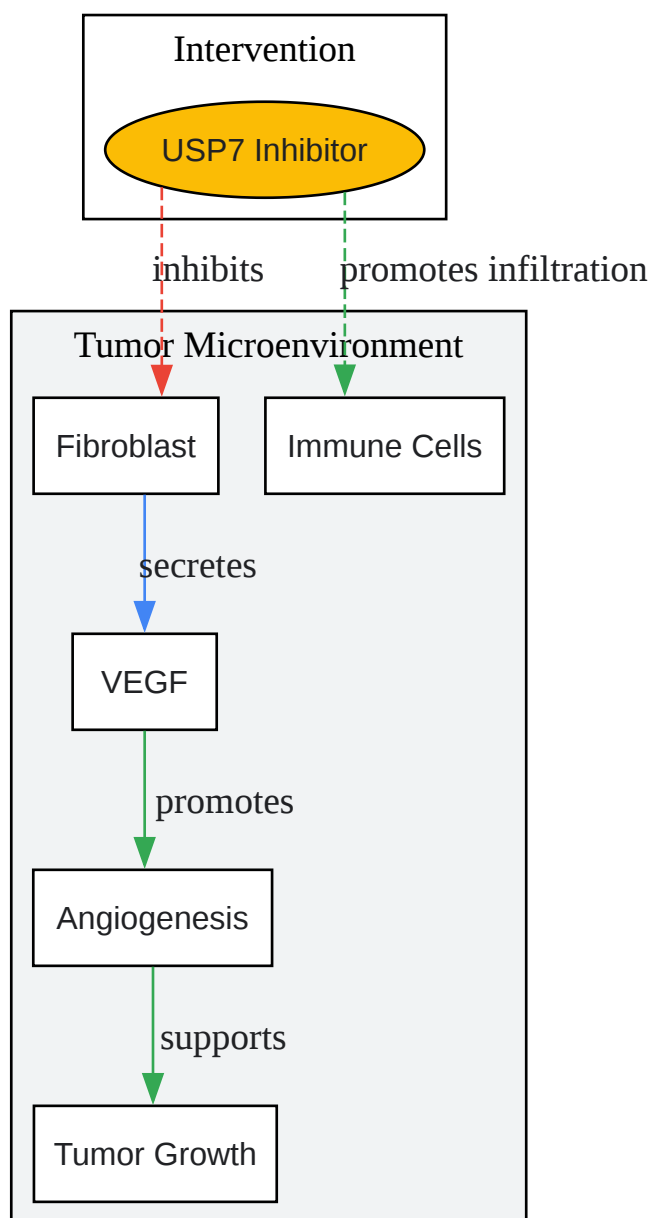 Intervention
USP7 Inhibitor
inhibits
promotes infiltration
Tumor Microenvironment
Fibroblast
Immune Cells
secretes
VEGF
promotes
Angiogenesis
supports
Tumor Growth